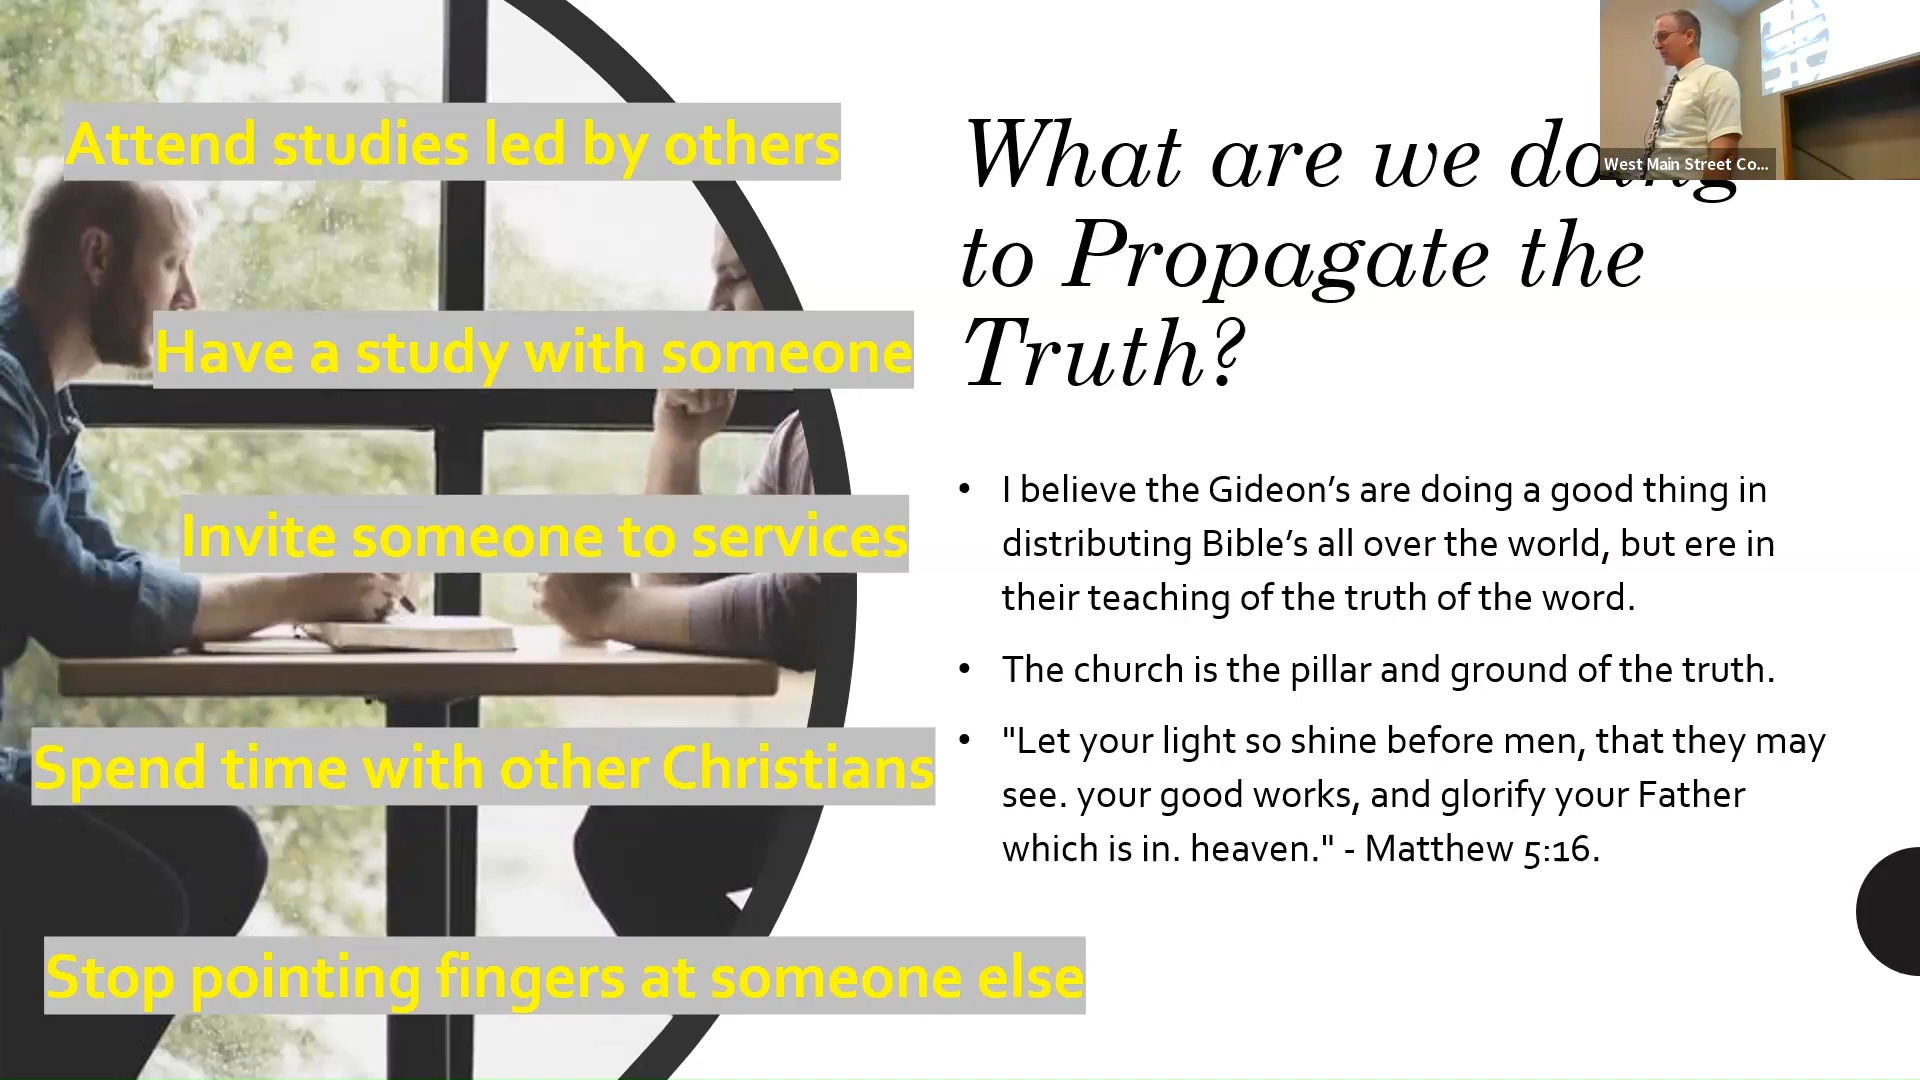 Attend studies led by others
Have a study with someone
Invite someone to services
Spend time with other Christians
Stop pointing fingers at someone else
What are we doing
to Propagate the
Truth?
• I believe the Gideon’s are doing a good thing in
distributing Bible’s all over the world, but ere in
their teaching of the truth of the word.
• The church is the pillar and ground of the truth.
• "Let your light so shine before men, that they may
see. your good works, and glorify your Father
which is in. heaven." - Matthew 5:16.
West Main Street Co...